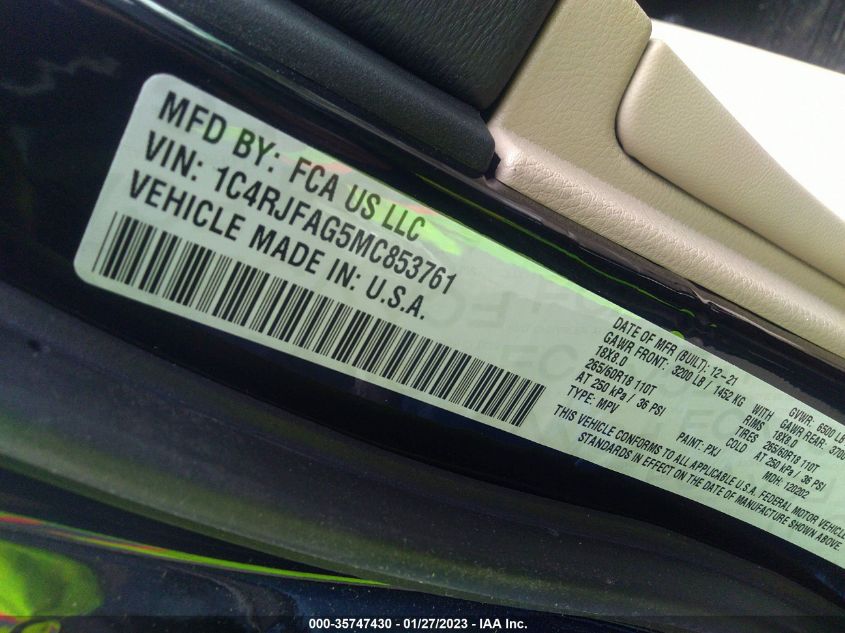 MFD BY: FCA US LLC
VIN: 1C4RJFAG5MC853761
VEHICLE MADE IN: U.S.A.
DATE OF MFR (BUILT): 12-21 GVWR: 6500 LB
GAWR FRONT: 3200 LB / 1452 KG WITH GAWR REAR: 3700
18X8.0 RIMS 18X8.0
265/60R18 110T TIRES 265/60R18 110T
AT 250 kPa / 36 PSI COLD AT 250 kPa / 36 PSI
TYPE: MPV PAINT: PXJ MDH: 120202
THIS VEHICLE CONFORMS TO ALL APPLICABLE U.S.A. FEDERAL MOTOR VEHICLE
STANDARDS IN EFFECT ON THE DATE OF MANUFACTURE SHOWN ABOVE
000-35747430 - 01/27/2023 - IAA Inc.